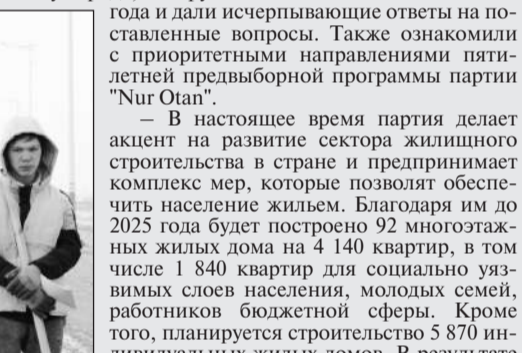 года и дали исчерпывающие ответы на по-
ставленные вопросы. Также ознакомили
с приоритетными направлениями пяти-
летней предвыборной программы партии
"Nur Otan".
– В настоящее время партия делает
акцент на развитие сектора жилищного
строительства в стране и предпринимает
комплекс мер, которые позволят обеспе-
чить население жильем. Благодаря им до
2025 года будет построено 92 многоэтаж-
ных жилых дома на 4 140 квартир, в том
числе 1 840 квартир для социально уяз-
вимых слоев населения, молодых семей,
работников бюджетной сферы. Кроме
того, планируется строительство 5 870 ин-
дивидуальных жилых домов. В результате